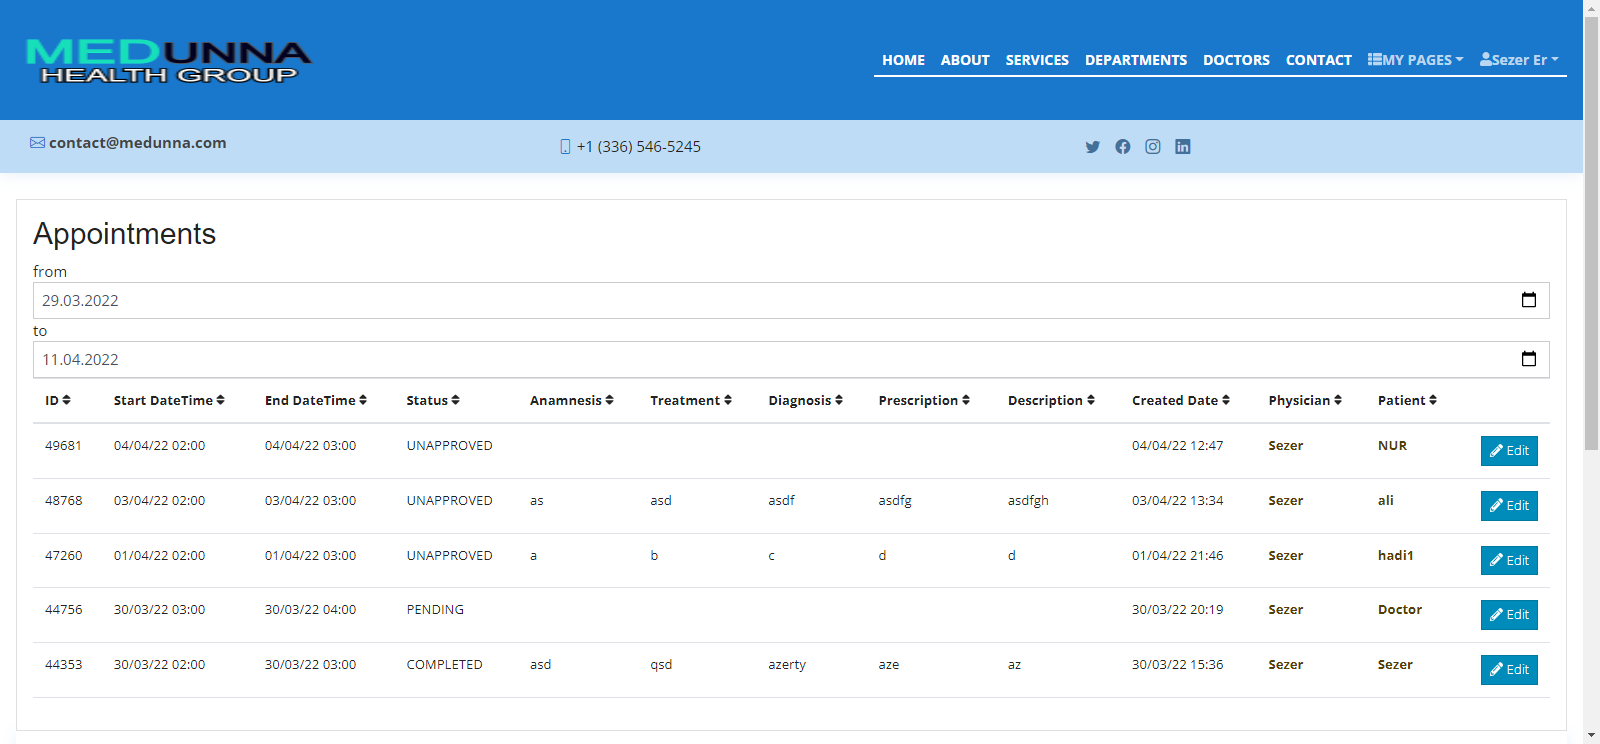 MEDUNNA
HEALTH GROUP
HOME ABOUT SERVICES DEPARTMENTS DOCTORS CONTACT MY PAGES Sezer Er
contact@medunna.com +1 (336) 546-5245
Appointments
from
29.03.2022
to
11.04.2022
ID Start DateTime End DateTime Status Anamnesis Treatment Diagnosis Prescription Description Created Date Physician Patient
49681 04/04/22 02:00 04/04/22 03:00 UNAPPROVED 04/04/22 12:47 Sezer NUR Edit
48768 03/04/22 02:00 03/04/22 03:00 UNAPPROVED as asd asdf asdfg asdfgh 03/04/22 13:34 Sezer ali Edit
47260 01/04/22 02:00 01/04/22 03:00 UNAPPROVED a b c d d 01/04/22 21:46 Sezer hadi1 Edit
44756 30/03/22 03:00 30/03/22 04:00 PENDING 30/03/22 20:19 Sezer Doctor Edit
44353 30/03/22 02:00 30/03/22 03:00 COMPLETED asd qsd azerty aze az 30/03/22 15:36 Sezer Sezer Edit